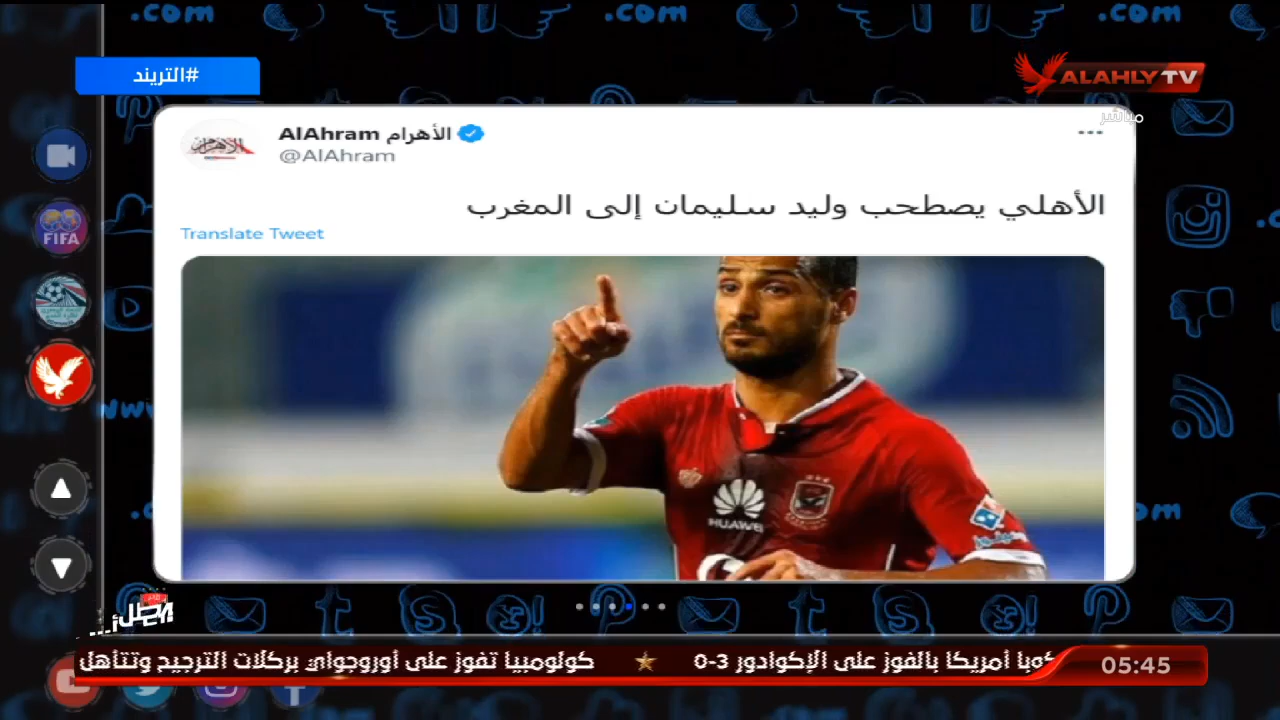 #التريند
ALAHLY TV
مباشر
AlAhram الأهرام
@AlAhram
الأهلي يصطحب وليد سليمان إلى المغرب
Translate Tweet
FIFA
HUAWEI
كوبا أمريكا بالفوز على الإكوادور 3-0
كولومبيا تفوز على أوروجواي بركلات الترجيح وتتأهل
05:45